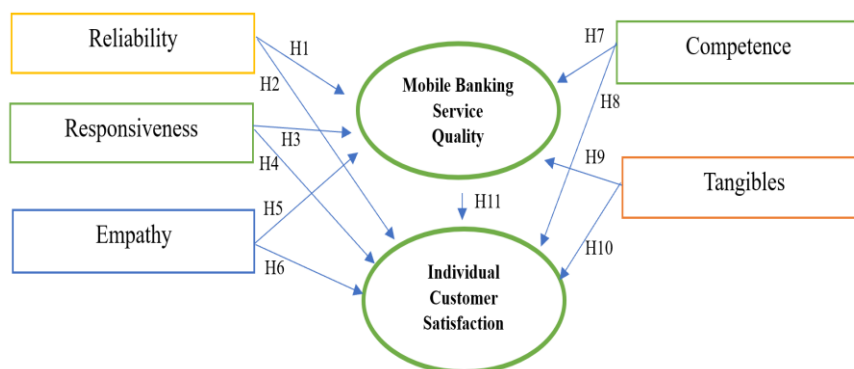 Reliability
H1
H2
Responsiveness
H3
H4
Empathy
H5
H6
Mobile Banking
Service
Quality
H11
Individual
Customer
Satisfaction
H7
Competence
H8
H9
Tangibles
H10